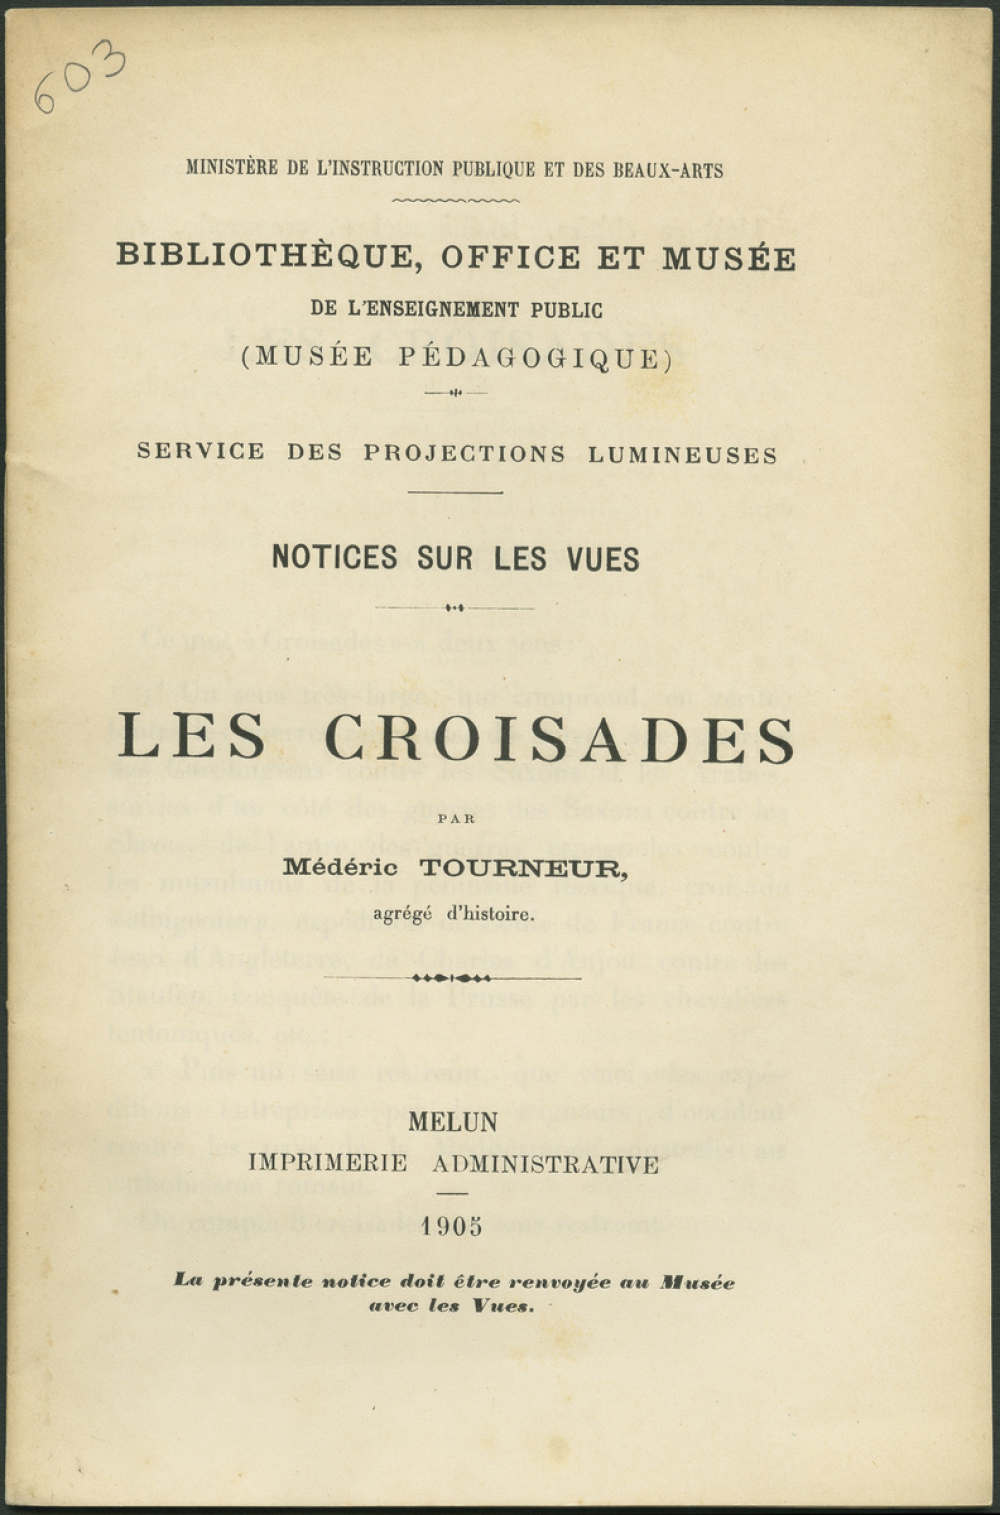 603
MINISTÈRE DE L'INSTRUCTION PUBLIQUE ET DES BEAUX-ARTS
BIBLIOTHÈQUE, OFFICE ET MUSÉE
DE L'ENSEIGNEMENT PUBLIC
(MUSÉE PÉDAGOGIQUE)
SERVICE DES PROJECTIONS LUMINEUSES
NOTICES SUR LES VUES
LES CROISADES
PAR
Médéric TOURNEUR,
agrégé d'histoire.
MELUN
IMPRIMERIE ADMINISTRATIVE
1905
La présente notice doit être renvoyée au Musée
avec les Vues.